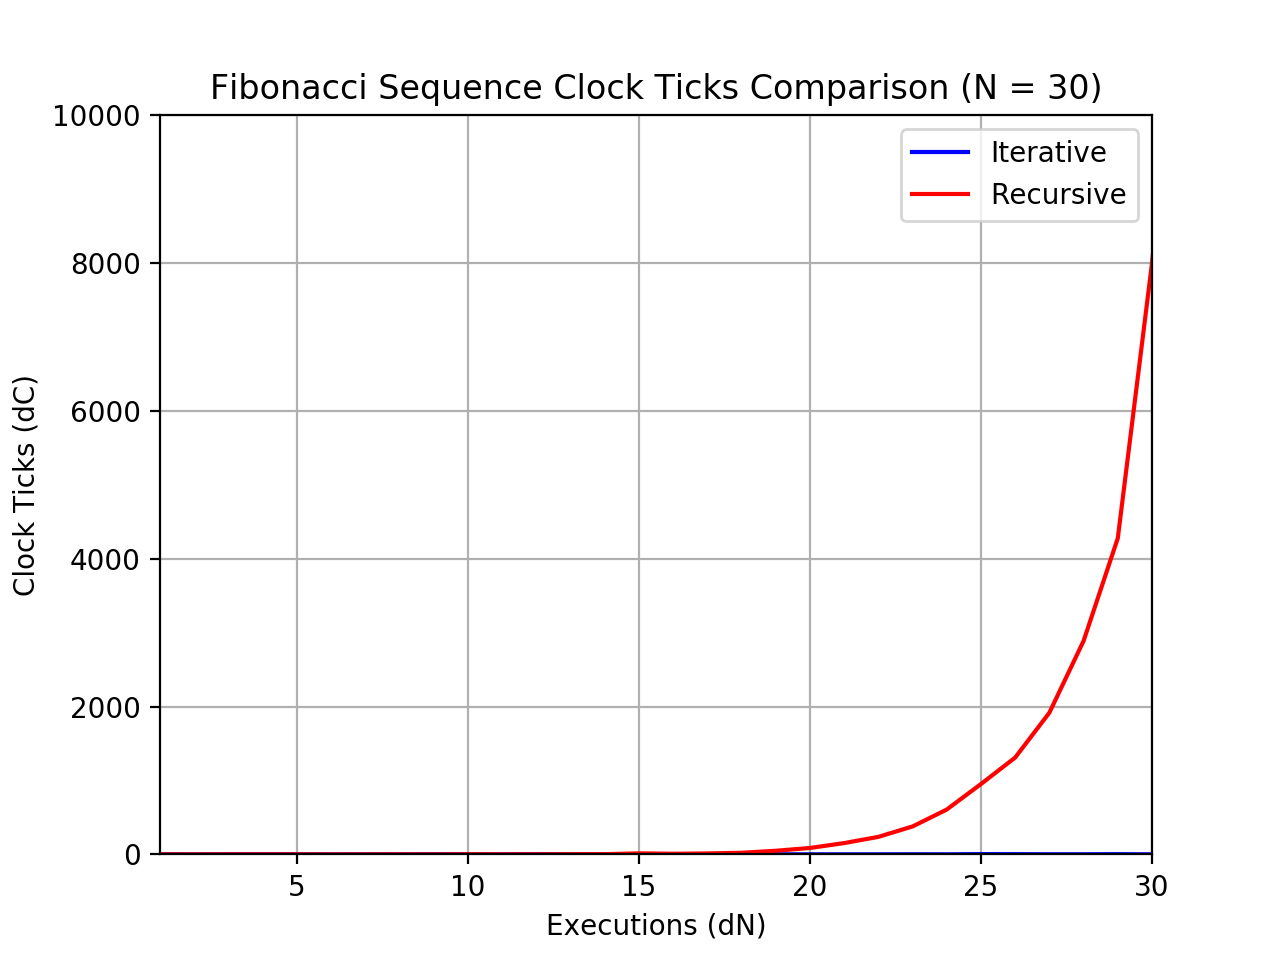 Fibonacci Sequence Clock Ticks Comparison (N = 30)
10000
8000
6000
4000
2000
0
Clock Ticks (dC)
Iterative
Recursive
5 10 15 20 25 30
Executions (dN)